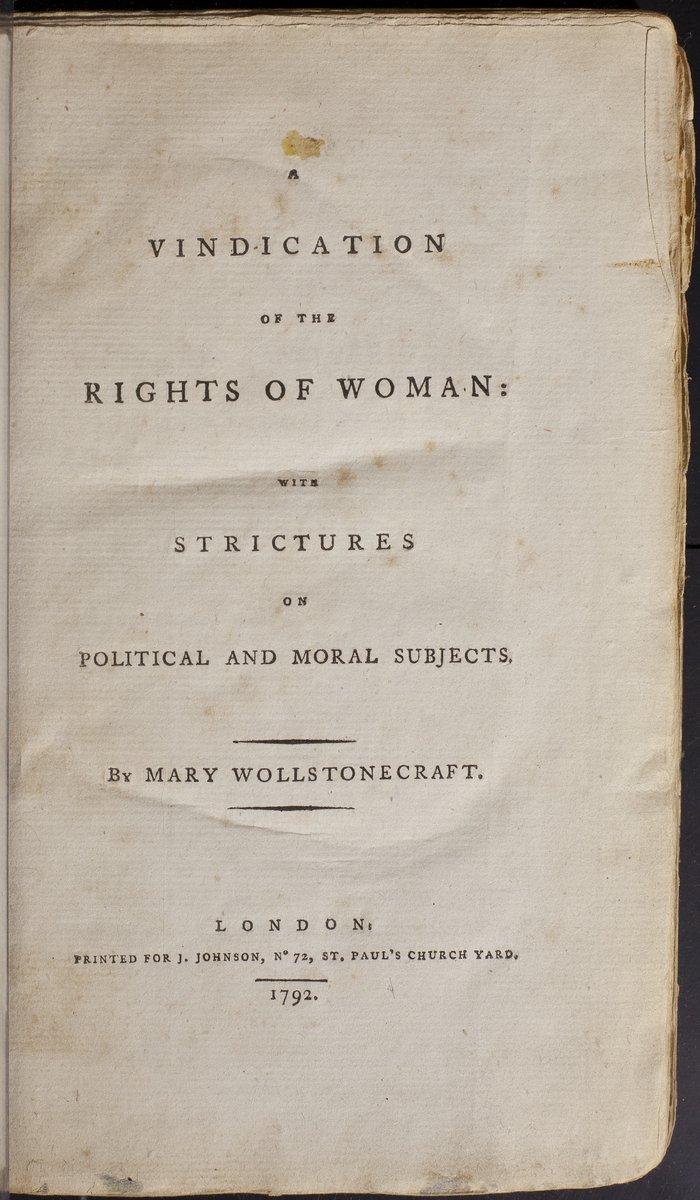 A
VINDICATION
OF THE
RIGHTS OF WOMAN:
WITH
STRICTURES
ON
POLITICAL AND MORAL SUBJECTS.
By MARY WOLLSTONECRAFT.
LONDON:
PRINTED FOR J. JOHNSON, Nº 72, ST. PAUL'S CHURCH YARD.
1792.